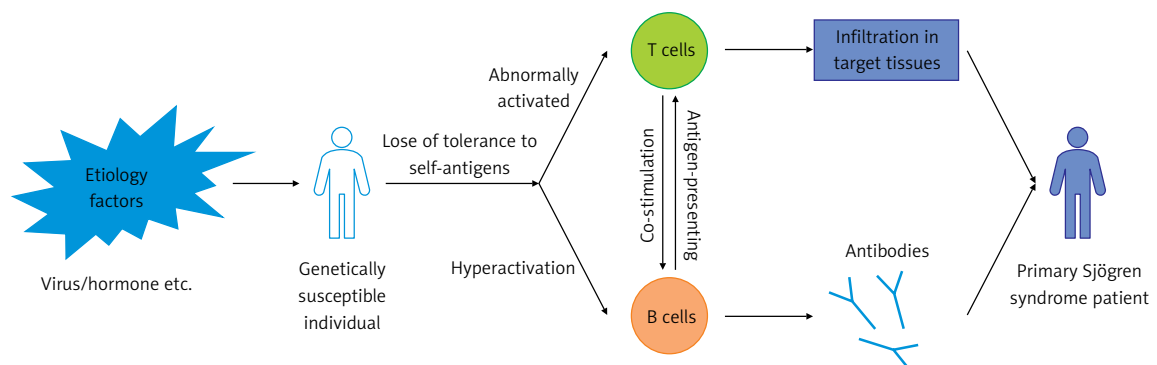 Etiology
factors
Virus/hormone etc.
Genetically
susceptible
individual
Lose of tolerance to
self-antigens
Abnormally
activated
Hyperactivation
T cells
Co-stimulation
Antigen-presenting
B cells
Infiltration in
target tissues
Antibodies
Primary Sjögren
syndrome patient